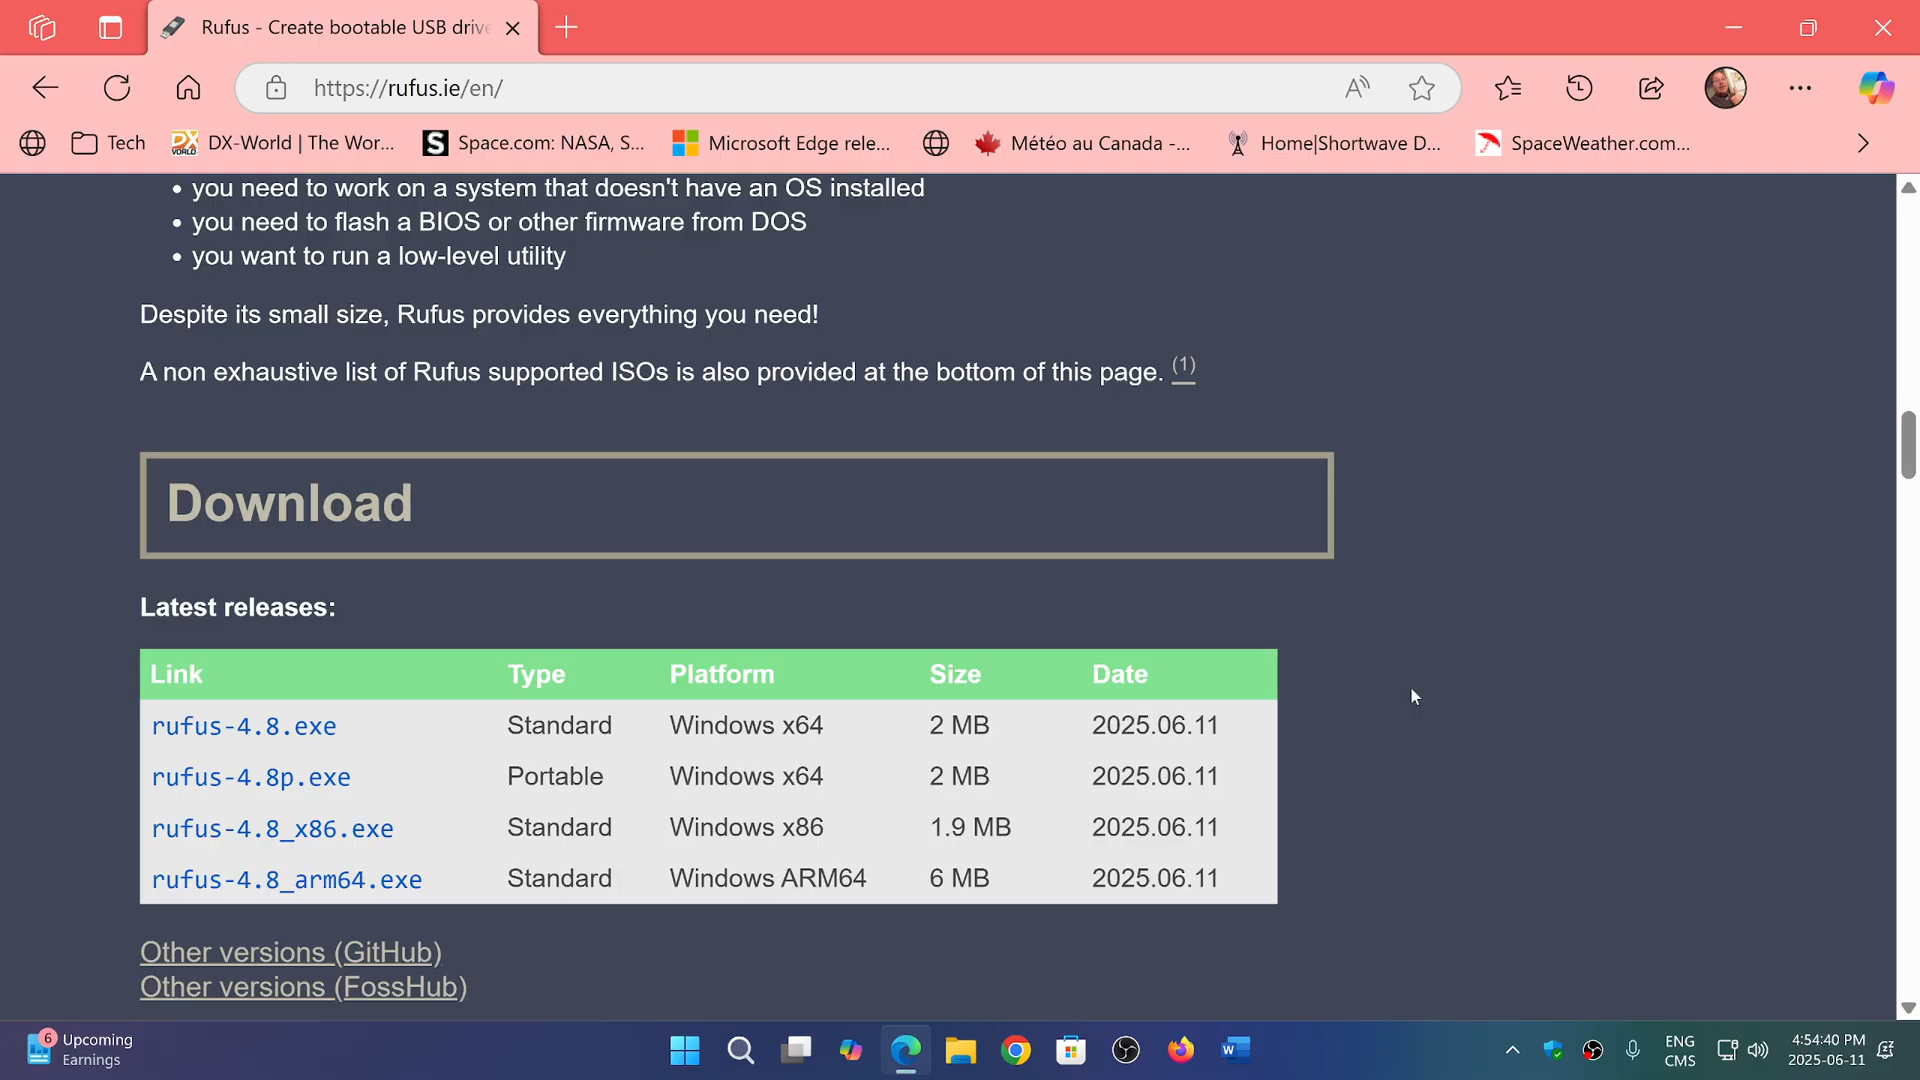 Rufus - Create bootable USB drive
https://rufus.ie/en/
Tech
DX-World | The Wor...
Space.com: NASA, S...
Microsoft Edge rele...
Météo au Canada -...
Home|Shortwave D...
SpaceWeather.com...
• you need to work on a system that doesn't have an OS installed
• you need to flash a BIOS or other firmware from DOS
• you want to run a low-level utility
Despite its small size, Rufus provides everything you need!
A non exhaustive list of Rufus supported ISOs is also provided at the bottom of this page. (1)
Download
Latest releases:
Link Type Platform Size Date
rufus-4.8.exe Standard Windows x64 2 MB 2025.06.11
rufus-4.8p.exe Portable Windows x64 2 MB 2025.06.11
rufus-4.8_x86.exe Standard Windows x86 1.9 MB 2025.06.11
rufus-4.8_arm64.exe Standard Windows ARM64 6 MB 2025.06.11
Other versions (GitHub)
Other versions (FossHub)
6 Upcoming
Earnings
ENG
CMS
4:54:40 PM
2025-06-11